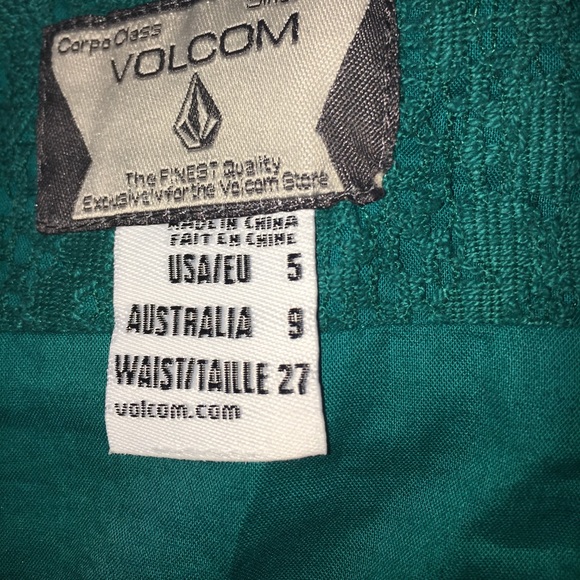 Corpo Class
VOLCOM
The FINEST Quality
Exclusively for the Volcom Store
MADE IN CHINA
FAIT EN CHINE
USA/EU 5
AUSTRALIA 9
WAIST/TAILLE 27
volcom.com